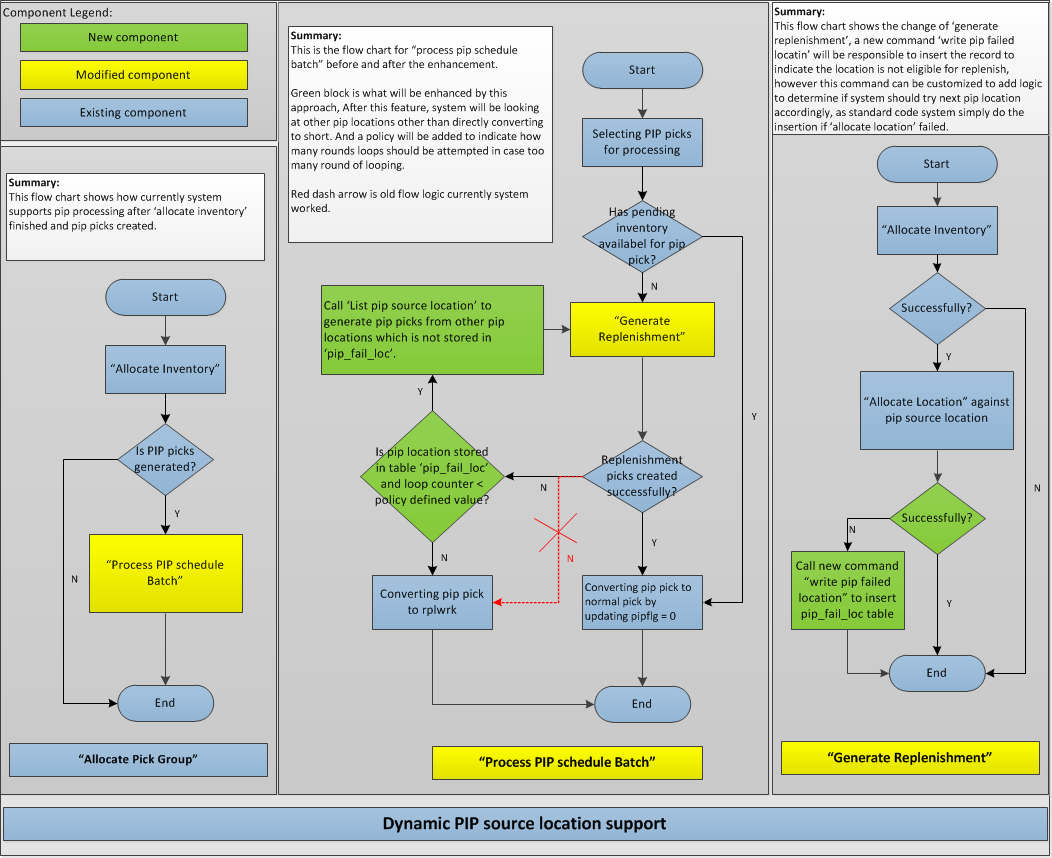 Component Legend:
New component
Modified component
Existing component
Summary:
This flow chart shows how currently system
supports pip processing after ‘allocate inventory’
finished and pip picks created.
Start
“Allocate Inventory”
Is PIP picks
generated?
Y
N
“Process PIP schedule
Batch”
End
“Allocate Pick Group”
Summary:
This is the flow chart for “process pip schedule
batch” before and after the enhancement.
Green block is what will be enhanced by this
approach, After this feature, system will be looking
at other pip locations other than directly converting
to short. And a policy will be added to indicate how
many rounds loops should be attempted in case too
many round of looping.
Red dash arrow is old flow logic currently system
worked.
Start
Selecting PIP picks
for processing
Has pending
inventory
availabel for pip
pick?
N
Y
Call ‘List pip source location’ to
generate pip picks from other pip
locations which is not stored in
‘pip_fail_loc’.
“Generate
Replenishment”
Y
Is pip location stored
in table ‘pip_fail_loc’
and loop counter <
policy defined value?
N
Replenishment
picks created
successfully?
N
N
Y
Converting pip pick
to rplwrk
Converting pip pick to
normal pick by
updating pipflg = 0
End
“Process PIP schedule Batch”
Summary:
This flow chart shows the change of ‘generate
replenishment’, a new command ‘write pip failed
locatin’ will be responsible to insert the record to
indicate the location is not eligible for replenish,
however this command can be customized to add logic
to determine if system should try next pip location
accordingly, as standard code system simply do the
insertion if ‘allocate location’ failed.
Start
“Allocate Inventory”
Successfully?
Y
N
“Allocate Location” against
pip source location
Successfully?
N
Y
Call new command
“write pip failed
location” to insert
pip_fail_loc table
End
“Generate Replenishment”
Dynamic PIP source location support